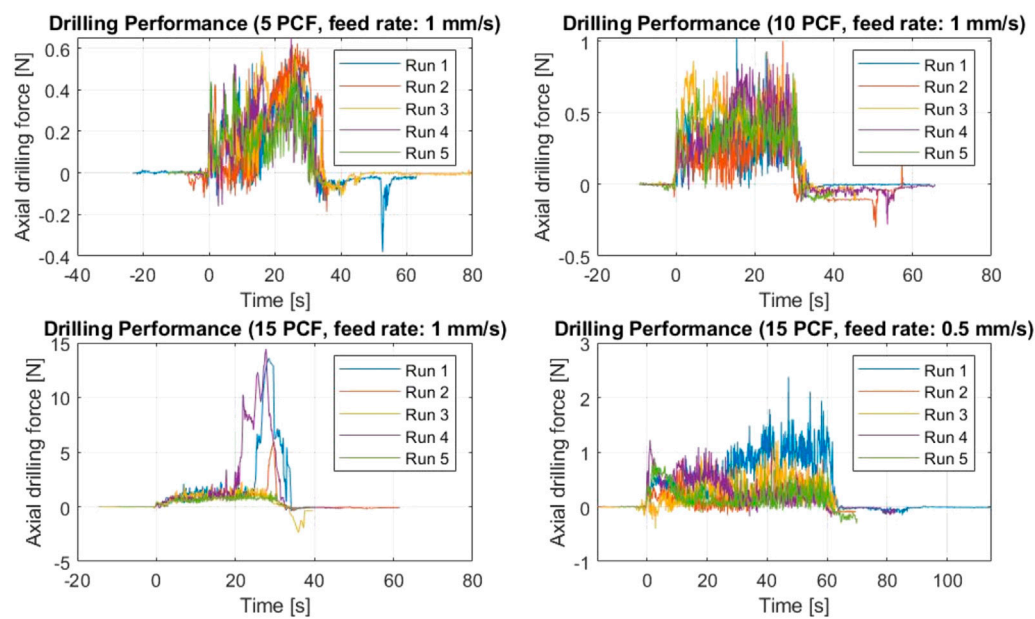 Drilling Performance (5 PCF, feed rate: 1 mm/s)
Axial drilling force [N]
0.6
0.4
0.2
0
-0.2
-0.4
Run 1
Run 2
Run 3
Run 4
Run 5
-40 -20 0 20 40 60 80
Time [s]
Drilling Performance (10 PCF, feed rate: 1 mm/s)
Axial drilling force [N]
1
0.5
0
-0.5
Run 1
Run 2
Run 3
Run 4
Run 5
-20 0 20 40 60 80
Time [s]
Drilling Performance (15 PCF, feed rate: 1 mm/s)
Axial drilling force [N]
15
10
5
0
-5
Run 1
Run 2
Run 3
Run 4
Run 5
-20 0 20 40 60 80
Time [s]
Drilling Performance (15 PCF, feed rate: 0.5 mm/s)
Axial drilling force [N]
3
2
1
0
-1
Run 1
Run 2
Run 3
Run 4
Run 5
0 20 40 60 80 100
Time [s]